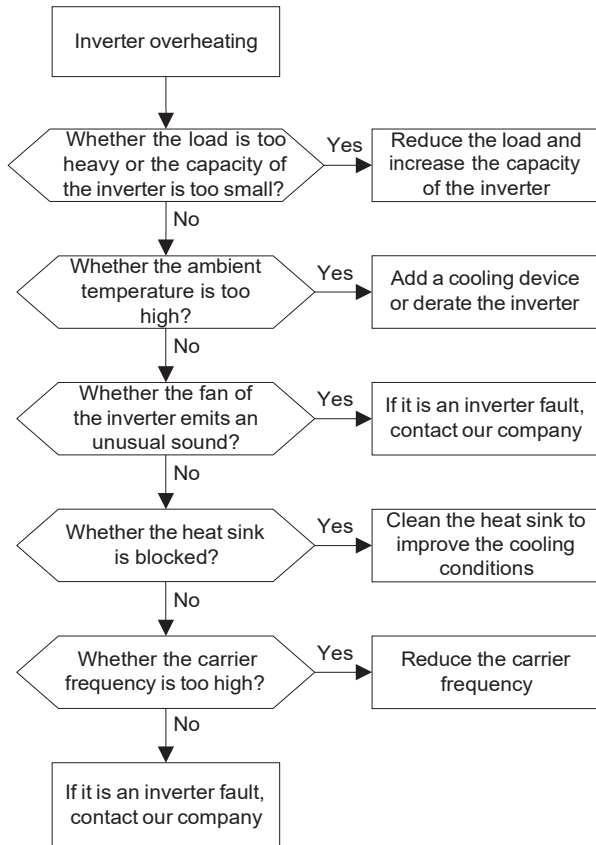 Inverter overheating
Whether the load is too
heavy or the capacity of
the inverter is too small?
Yes
Reduce the load and
increase the capacity
of the inverter
No
Whether the ambient
temperature is too
high?
Yes
Add a cooling device
or derate the inverter
No
Whether the fan of
the inverter emits an
unusual sound?
Yes
If it is an inverter fault,
contact our company
No
Whether the heat sink
is blocked?
Yes
Clean the heat sink to
improve the cooling
conditions
No
Whether the carrier
frequency is too high?
Yes
Reduce the carrier
frequency
No
If it is an inverter fault,
contact our company